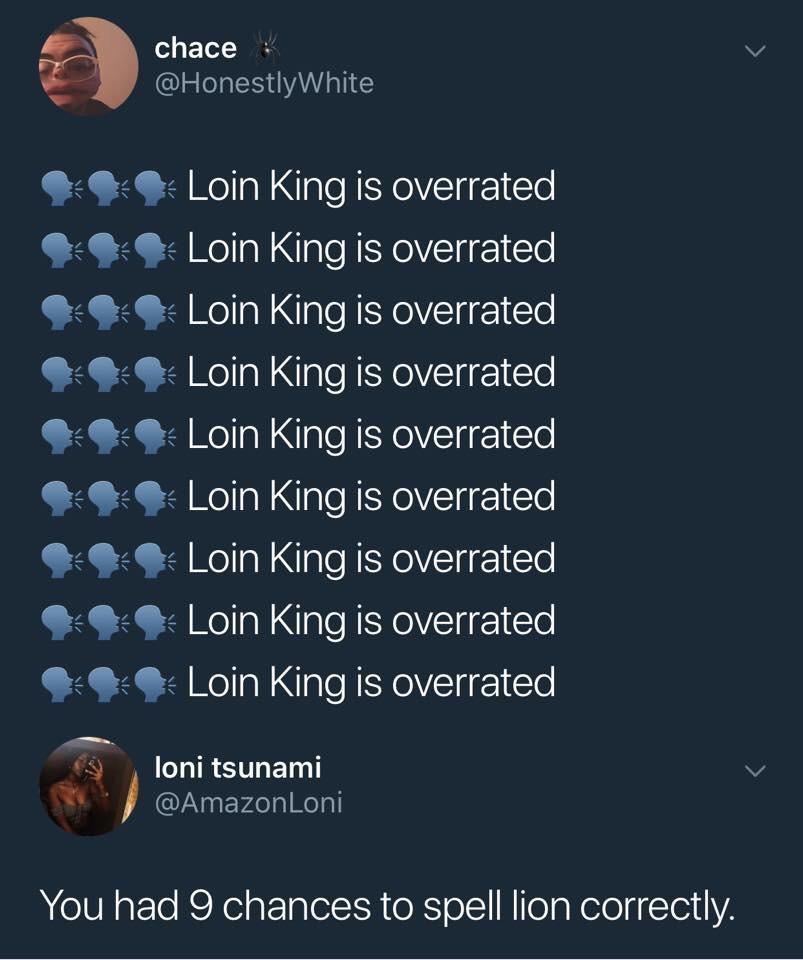 chace 🕷
@HonestlyWhite
🗣🗣🗣 Loin King is overrated
🗣🗣🗣 Loin King is overrated
🗣🗣🗣 Loin King is overrated
🗣🗣🗣 Loin King is overrated
🗣🗣🗣 Loin King is overrated
🗣🗣🗣 Loin King is overrated
🗣🗣🗣 Loin King is overrated
🗣🗣🗣 Loin King is overrated
🗣🗣🗣 Loin King is overrated
loni tsunami
@AmazonLoni
You had 9 chances to spell lion correctly.